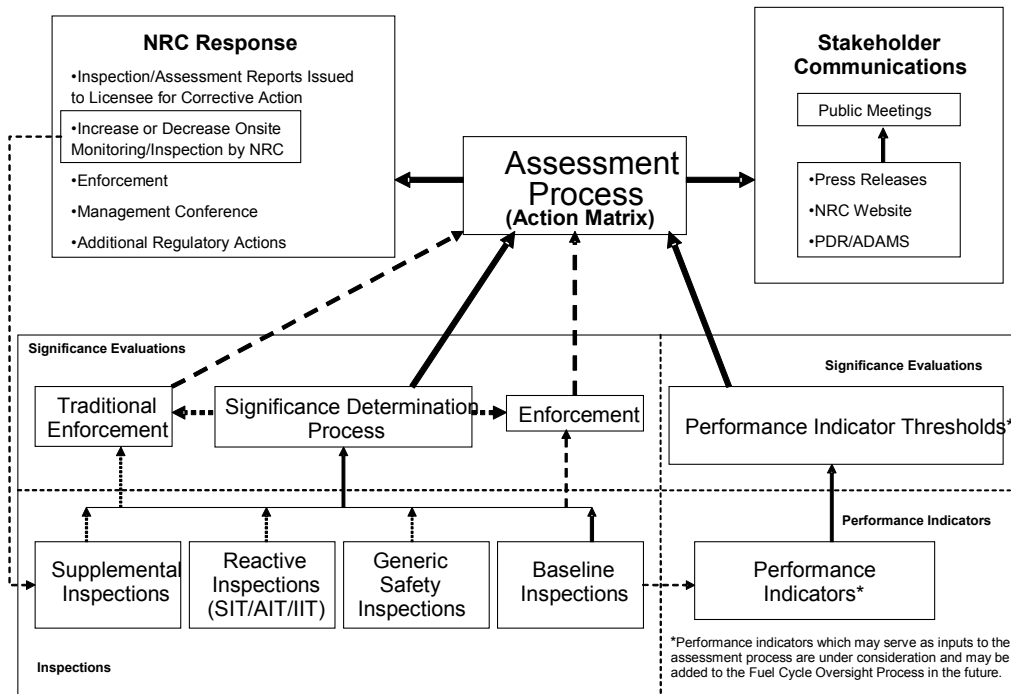 NRC Response
•Inspection/Assessment Reports Issued
to Licensee for Corrective Action
•Increase or Decrease Onsite
Monitoring/Inspection by NRC
•Enforcement
•Management Conference
•Additional Regulatory Actions
Assessment
Process
(Action Matrix)
Stakeholder
Communications
Public Meetings
•Press Releases
•NRC Website
•PDR/ADAMS
Significance Evaluations
Traditional
Enforcement
Significance Determination
Process
Enforcement
Significance Evaluations
Performance Indicator Thresholds*
Supplemental
Inspections
Reactive
Inspections
(SIT/AIT/IIT)
Generic
Safety
Inspections
Baseline
Inspections
Inspections
Performance Indicators
Performance
Indicators*
*Performance indicators which may serve as inputs to the
assessment process are under consideration and may be
added to the Fuel Cycle Oversight Process in the future.